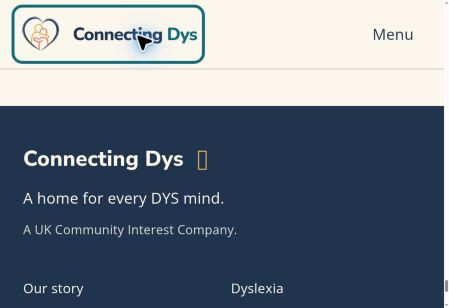 Connecting Dys
Menu
Connecting Dys
A home for every DYS mind.
A UK Community Interest Company.
Our story
Dyslexia